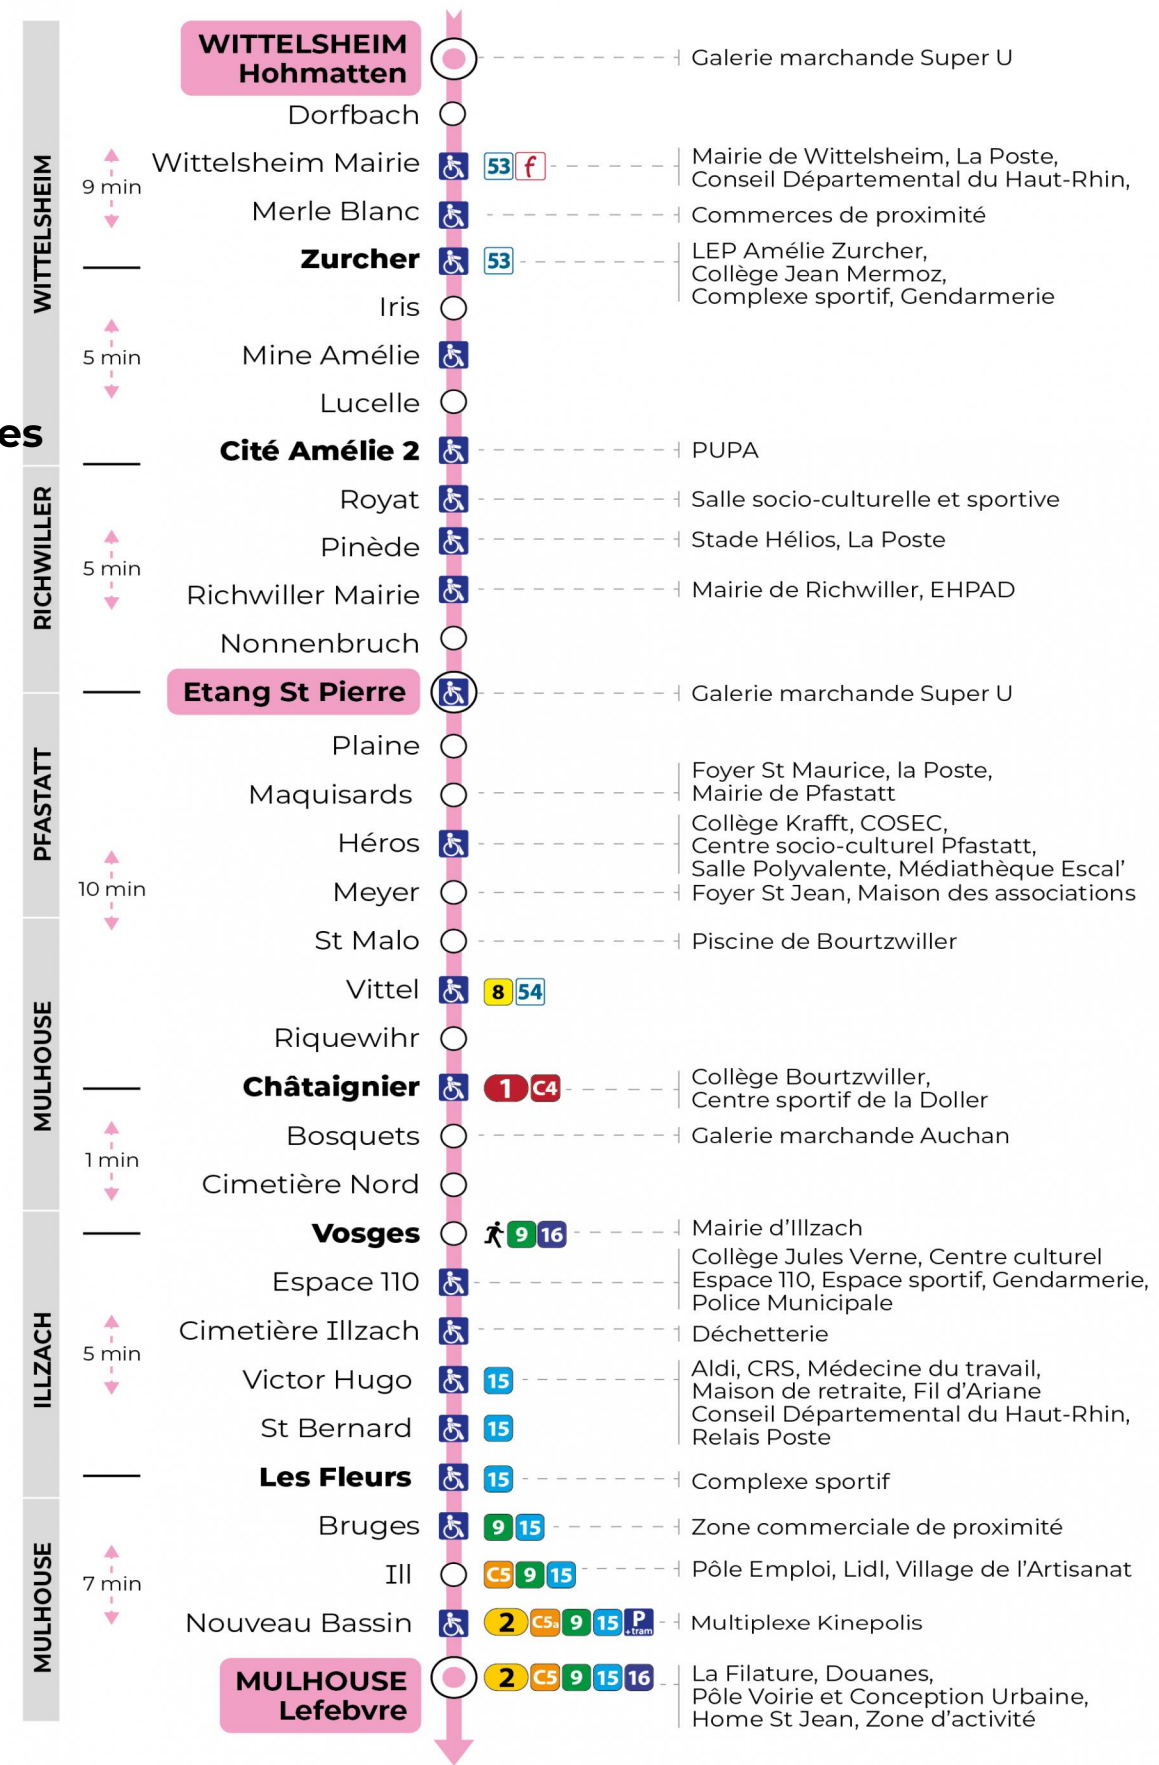 WITTELSHEIM
Hohmatten
Galerie marchande Super U
Dorfbach
WITTELSHEIM
9 min
Wittelsheim Mairie
53 f
Mairie de Wittelsheim, La Poste,
Conseil Départemental du Haut-Rhin,
Merle Blanc
Commerces de proximité
Zurcher
53
LEP Amélie Zurcher,
Collège Jean Mermoz,
Complexe sportif, Gendarmerie
Iris
5 min
Mine Amélie
Lucelle
es
Cité Amélie 2
PUPA
RICHWILLER
Royat
Salle socio-culturelle et sportive
5 min
Pinède
Stade Hélios, La Poste
Richwiller Mairie
Mairie de Richwiller, EHPAD
Nonnenbruch
Etang St Pierre
Galerie marchande Super U
PFASTATT
Plaine
Maquisards
Foyer St Maurice, la Poste,
Mairie de Pfastatt
Héros
Collège Krafft, COSEC,
Centre socio-culturel Pfastatt,
Salle Polyvalente, Médiathèque Escal’
10 min
Meyer
Foyer St Jean, Maison des associations
MULHOUSE
St Malo
Piscine de Bourtzwiller
Vittel
8 54
Riquewihr
Châtaignier
1 C4
Collège Bourtzwiller,
Centre sportif de la Doller
Bosquets
Galerie marchande Auchan
1 min
Cimetière Nord
ILLZACH
Vosges
9 16
Mairie d’Illzach
Espace 110
Collège Jules Verne, Centre culturel
Espace 110, Espace sportif, Gendarmerie,
Police Municipale
5 min
Cimetière Illzach
Déchetterie
Victor Hugo
15
Aldi, CRS, Médecine du travail,
Maison de retraite, Fil d’Ariane
Conseil Départemental du Haut-Rhin,
Relais Poste
St Bernard
15
Les Fleurs
15
Complexe sportif
MULHOUSE
Bruges
9 15
Zone commerciale de proximité
7 min
Ill
C5 9 15
Pôle Emploi, Lidl, Village de l’Artisanat
Nouveau Bassin
2 C5a 9 15 P +tram
Multiplexe Kinepolis
MULHOUSE
Lefebvre
2 C5 9 15 16
La Filature, Douanes,
Pôle Voirie et Conception Urbaine,
Home St Jean, Zone d’activité